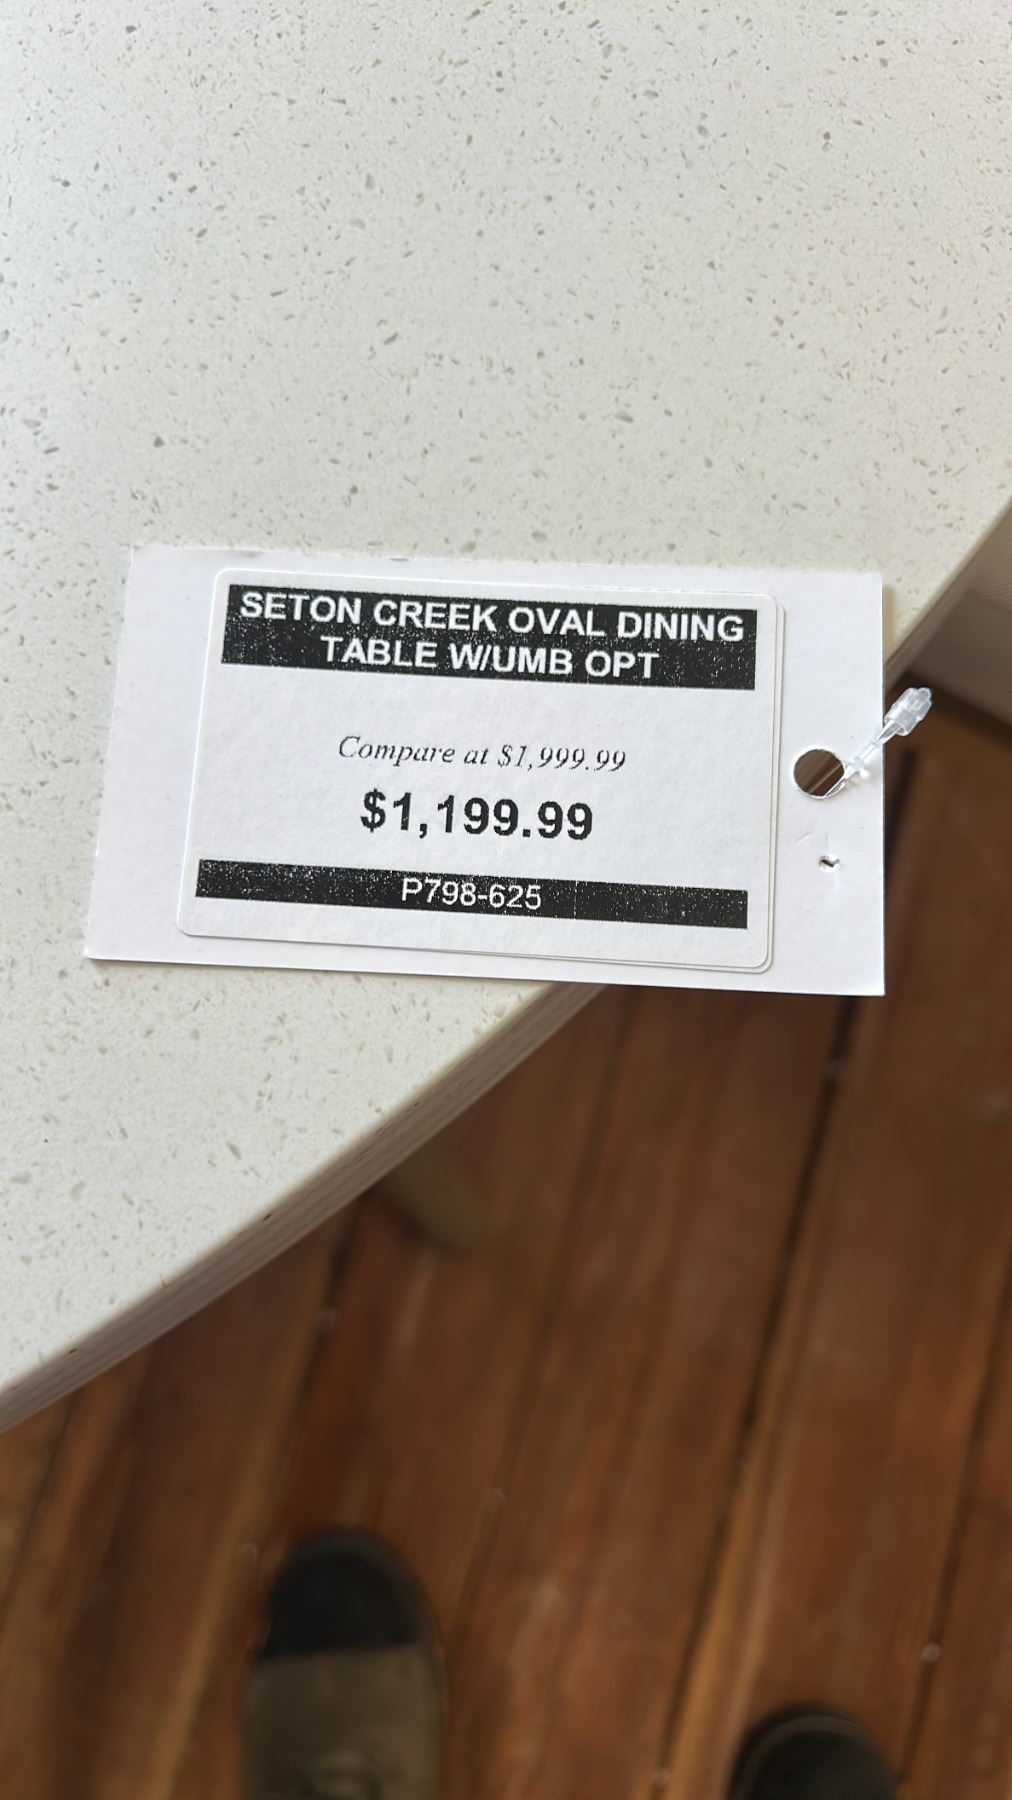 SETON CREEK OVAL DINING
TABLE W/UMB OPT
Compare at $1,999.99
$1,199.99
P798-625